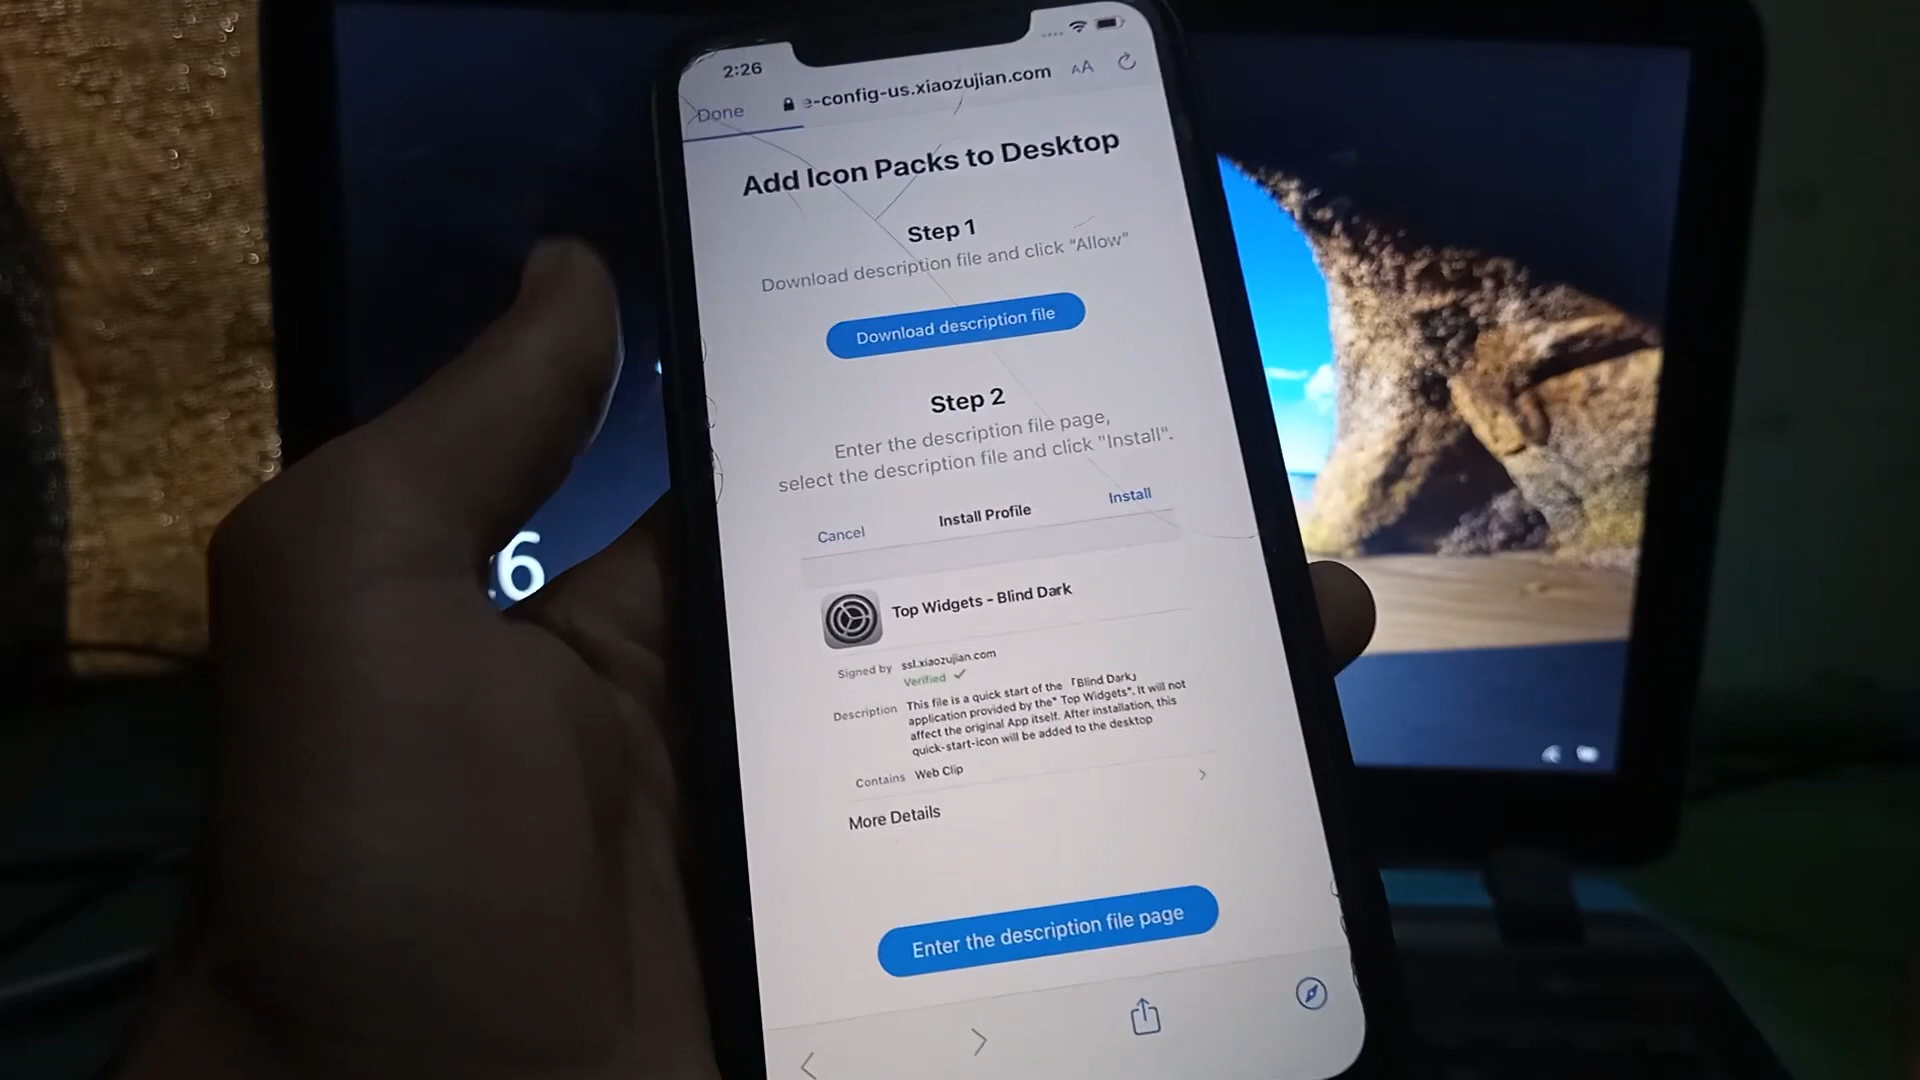 2:26
Done
e-config-us.xiaozujian.com
AA
Add Icon Packs to Desktop
Step 1
Download description file and click “Allow”
Download description file
Step 2
Enter the description file page,
select the description file and click "Install".
Cancel
Install Profile
Install
Top Widgets - Blind Dark
Signed by ssl.xiaozujian.com
Verified
Description This file is a quick start of the 「Blind Dark」
application provided by the" Top Widgets". It will not
affect the original App itself. After installation, this
quick-start-icon will be added to the desktop
Contains Web Clip
More Details
Enter the description file page
6